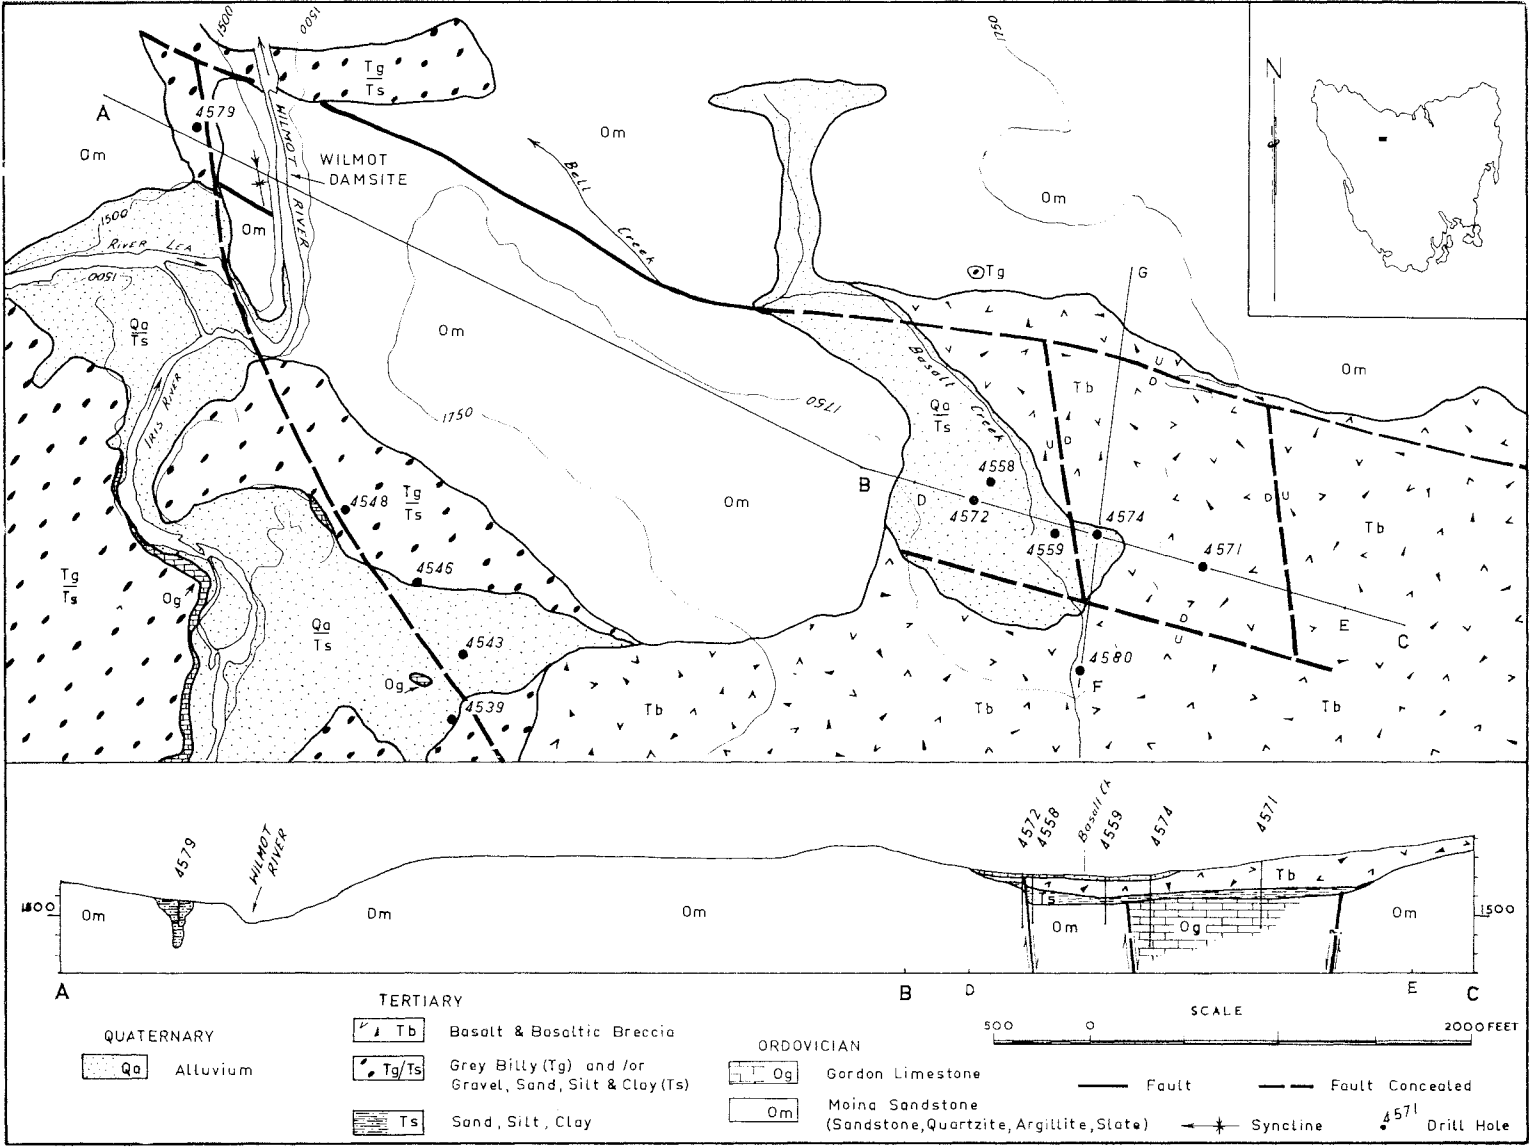 1500
1500
1750
Tg
Ts
N
A
4579
Om
WILMOT
RIVER
WILMOT
DAMSITE
Om
Bell
Creek
Om
Om
1500
RIVER LEA
1500
Om
Tg
G
Qa
Ts
Om
IRIS RIVER
1750
1750
Basalt
Creek
Qa
Ts
Tb
U
D
Om
U
D
4558
B
D
4572
4559
4574
4571
D
U
Tb
4548
Tg
Ts
Om
4546
Tg
Ts
Og
Qa
Ts
4543
Og
4539
Tb
D
U
4580
F
Tb
E
C
Tb
4579
WILMOT
RIVER
4572
4558
Basalt Ck
4559
4574
4571
1500
Om
Om
Om
Ts
Om
Og
Tb
Om
1500
A
B
D
E
C
QUATERNARY
Qa Alluvium
TERTIARY
Tb Basalt & Basaltic Breccia
Tg/Ts Grey Billy (Tg) and /or
Gravel, Sand, Silt & Clay (Ts)
Ts Sand, Silt, Clay
ORDOVICIAN
Og Gordon Limestone
Om Moina Sandstone
(Sandstone, Quartzite, Argillite, Slate)
SCALE
500 0 2000 FEET
Fault
Fault Concealed
Syncline
4571
Drill Hole